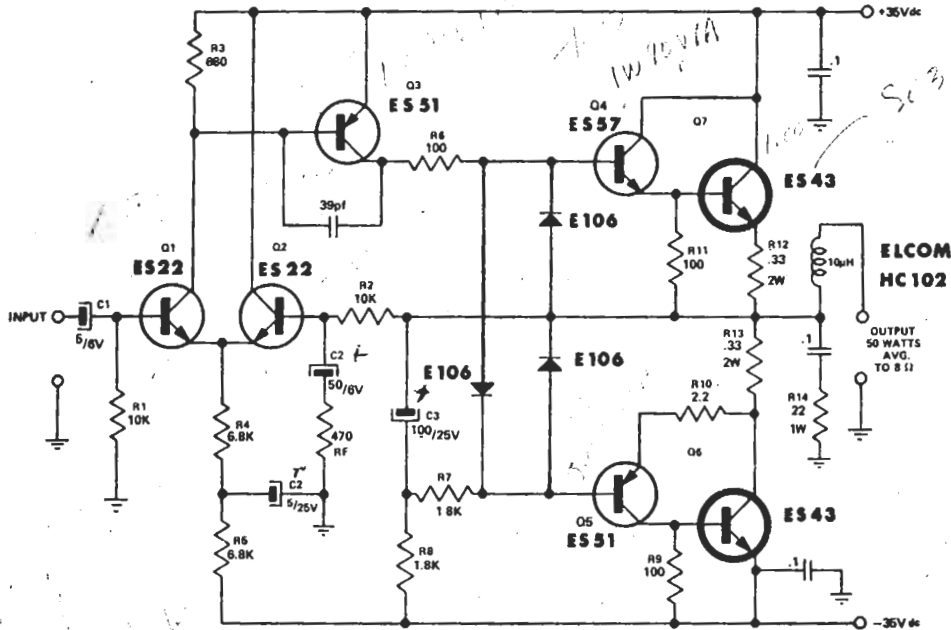 +35Vdc
R3
680
Q3
ES51
.1
1W
Q4
ES57
Q7
R6
100
39pf
E106
ES43
Q1
ES22
Q2
ES22
R11
100
R12
.33
2W
10μH
ELCOM
HC102
R2
10K
INPUT
C1
5/6V
OUTPUT
50 WATTS
AVG.
TO 8 Ω
R13
.33
2W
.1
C2
50/6V
E106
E106
R10
2.2
R1
10K
R4
6.8K
470
RF
C3
100/25V
R14
22
1W
Q6
C2
5/25V
R7
1.8K
Q5
ES51
ES43
R5
6.8K
R8
1.8K
R9
100
.1
-35Vdc